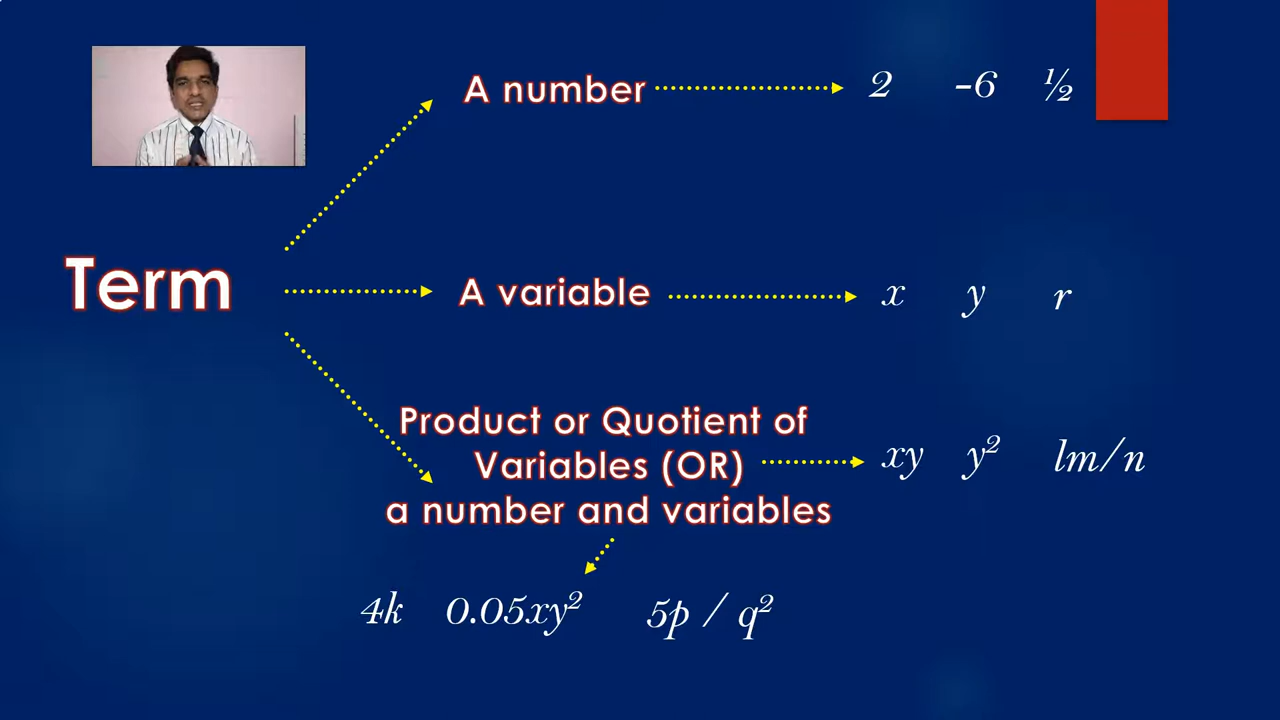 A number 2 -6 ½
Term
A variable x y r
Product or Quotient of
Variables (OR) xy y² lm/n
a number and variables
4k 0.05xy² 5p / q²